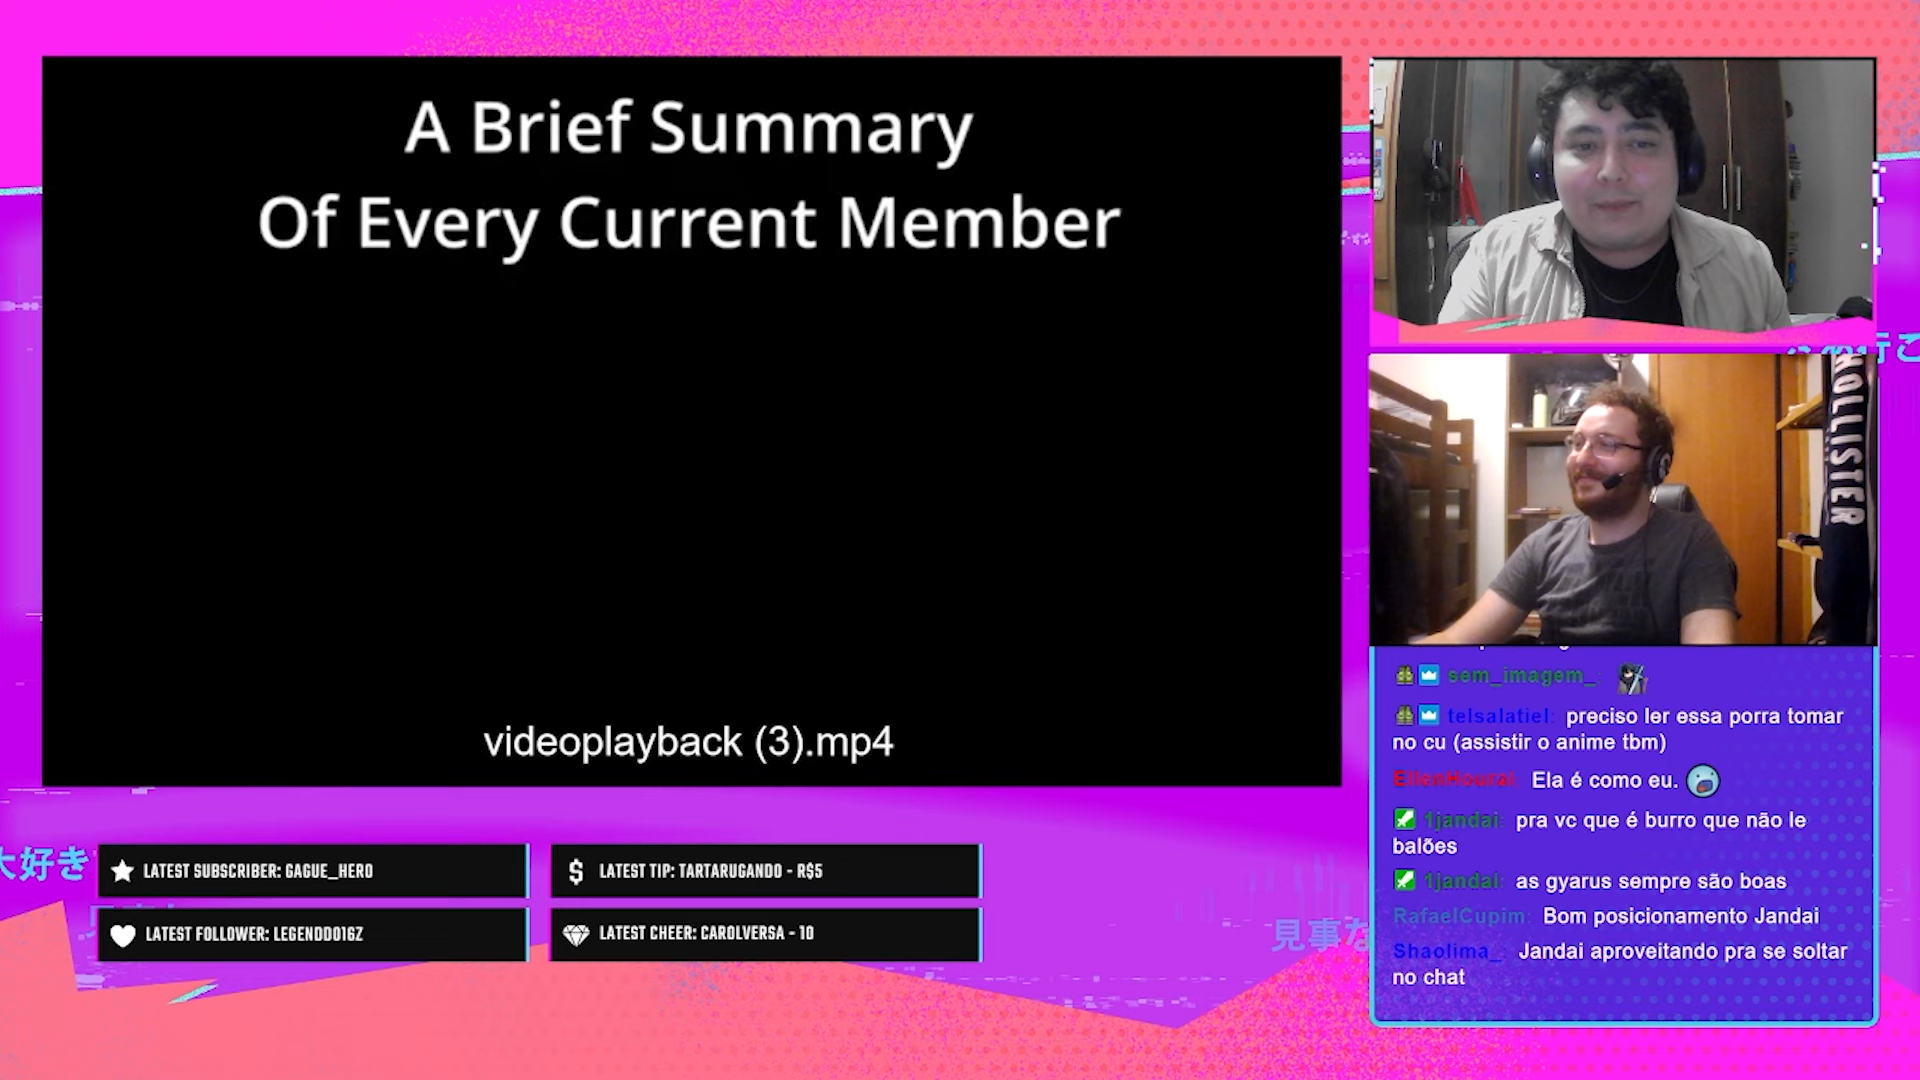 A Brief Summary
Of Every Current Member
videoplayback (3).mp4
HOLLISTER
sem_imagem_:
telsalatiel: preciso ler essa porra tomar
no cu (assistir o anime tbm)
EllenHourai: Ela é como eu.
1jandai: pra vc que é burro que não le
balões
1jandai: as gyarus sempre são boas
RafaelCupim: Bom posicionamento Jandai
Shaolima_: Jandai aproveitando pra se soltar
no chat
LATEST SUBSCRIBER: GAGUE_HERO
LATEST TIP: TARTARUGANDO - R$5
LATEST FOLLOWER: LEGENDD016Z
LATEST CHEER: CAROLVERSA - 10
大好き
見事な
行こ